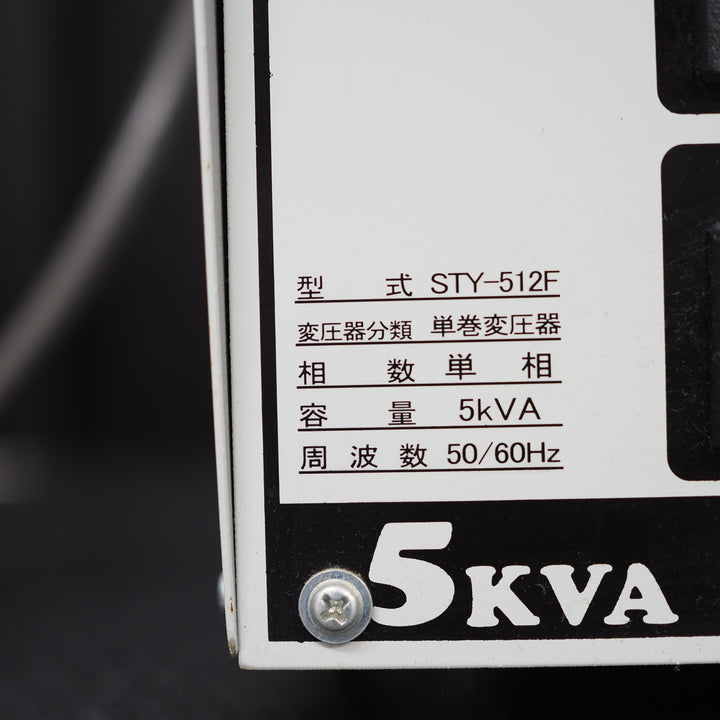 型 式 STY-512F
変圧器分類 単巻変圧器
相 数 単 相
容 量 5kVA
周 波 数 50/60Hz
5KVA